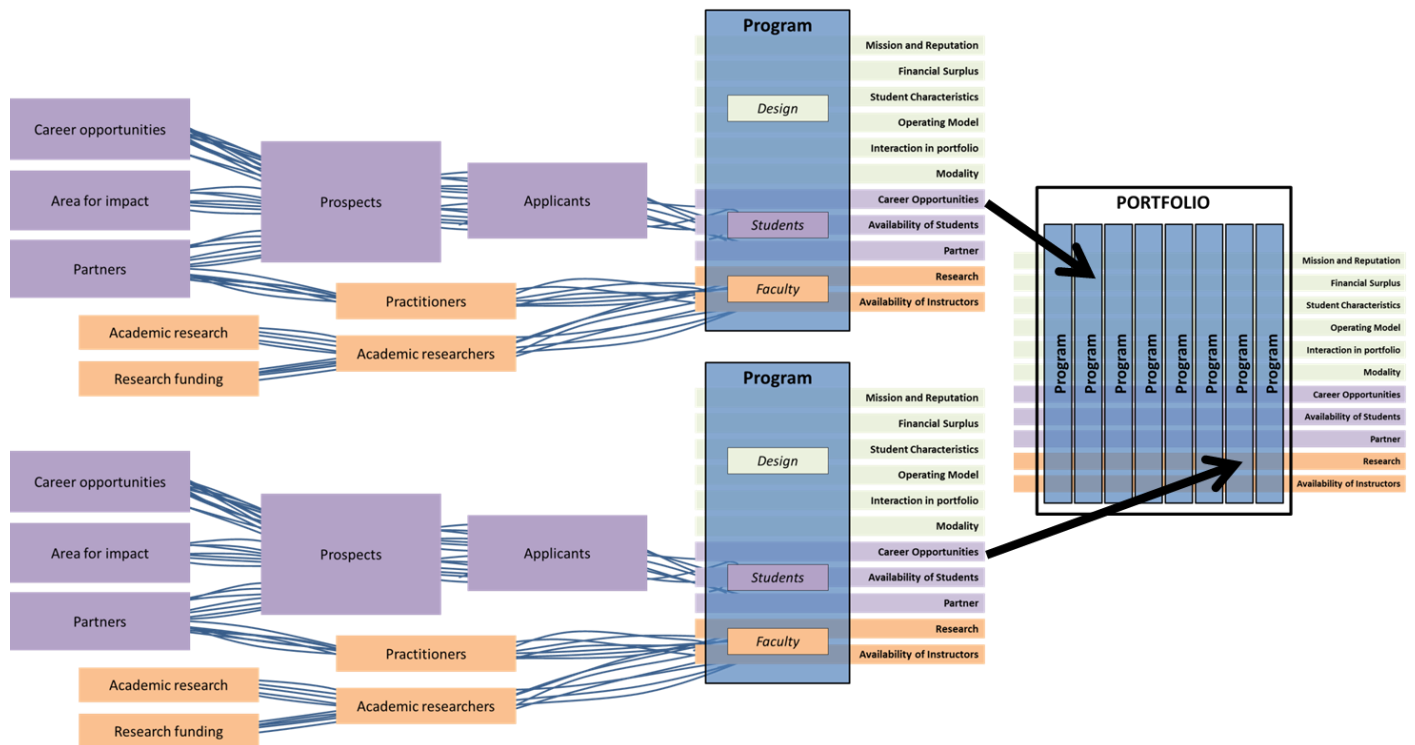 Program
Mission and Reputation
Financial Surplus
Student Characteristics
Design
Operating Model
Interaction in portfolio
Modality
Career Opportunities
Students
Availability of Students
Partner
Research
Faculty
Availability of Instructors
Career opportunities
Area for impact
Partners
Prospects
Applicants
Practitioners
Academic research
Academic researchers
Research funding
Program
Mission and Reputation
Financial Surplus
Student Characteristics
Design
Operating Model
Interaction in portfolio
Modality
Career Opportunities
Students
Availability of Students
Partner
Research
Faculty
Availability of Instructors
Career opportunities
Area for impact
Partners
Prospects
Applicants
Practitioners
Academic research
Academic researchers
Research funding
PORTFOLIO
Program
Program
Program
Program
Program
Program
Program
Program
Mission and Reputation
Financial Surplus
Student Characteristics
Operating Model
Interaction in portfolio
Modality
Career Opportunities
Availability of Students
Partner
Research
Availability of Instructors